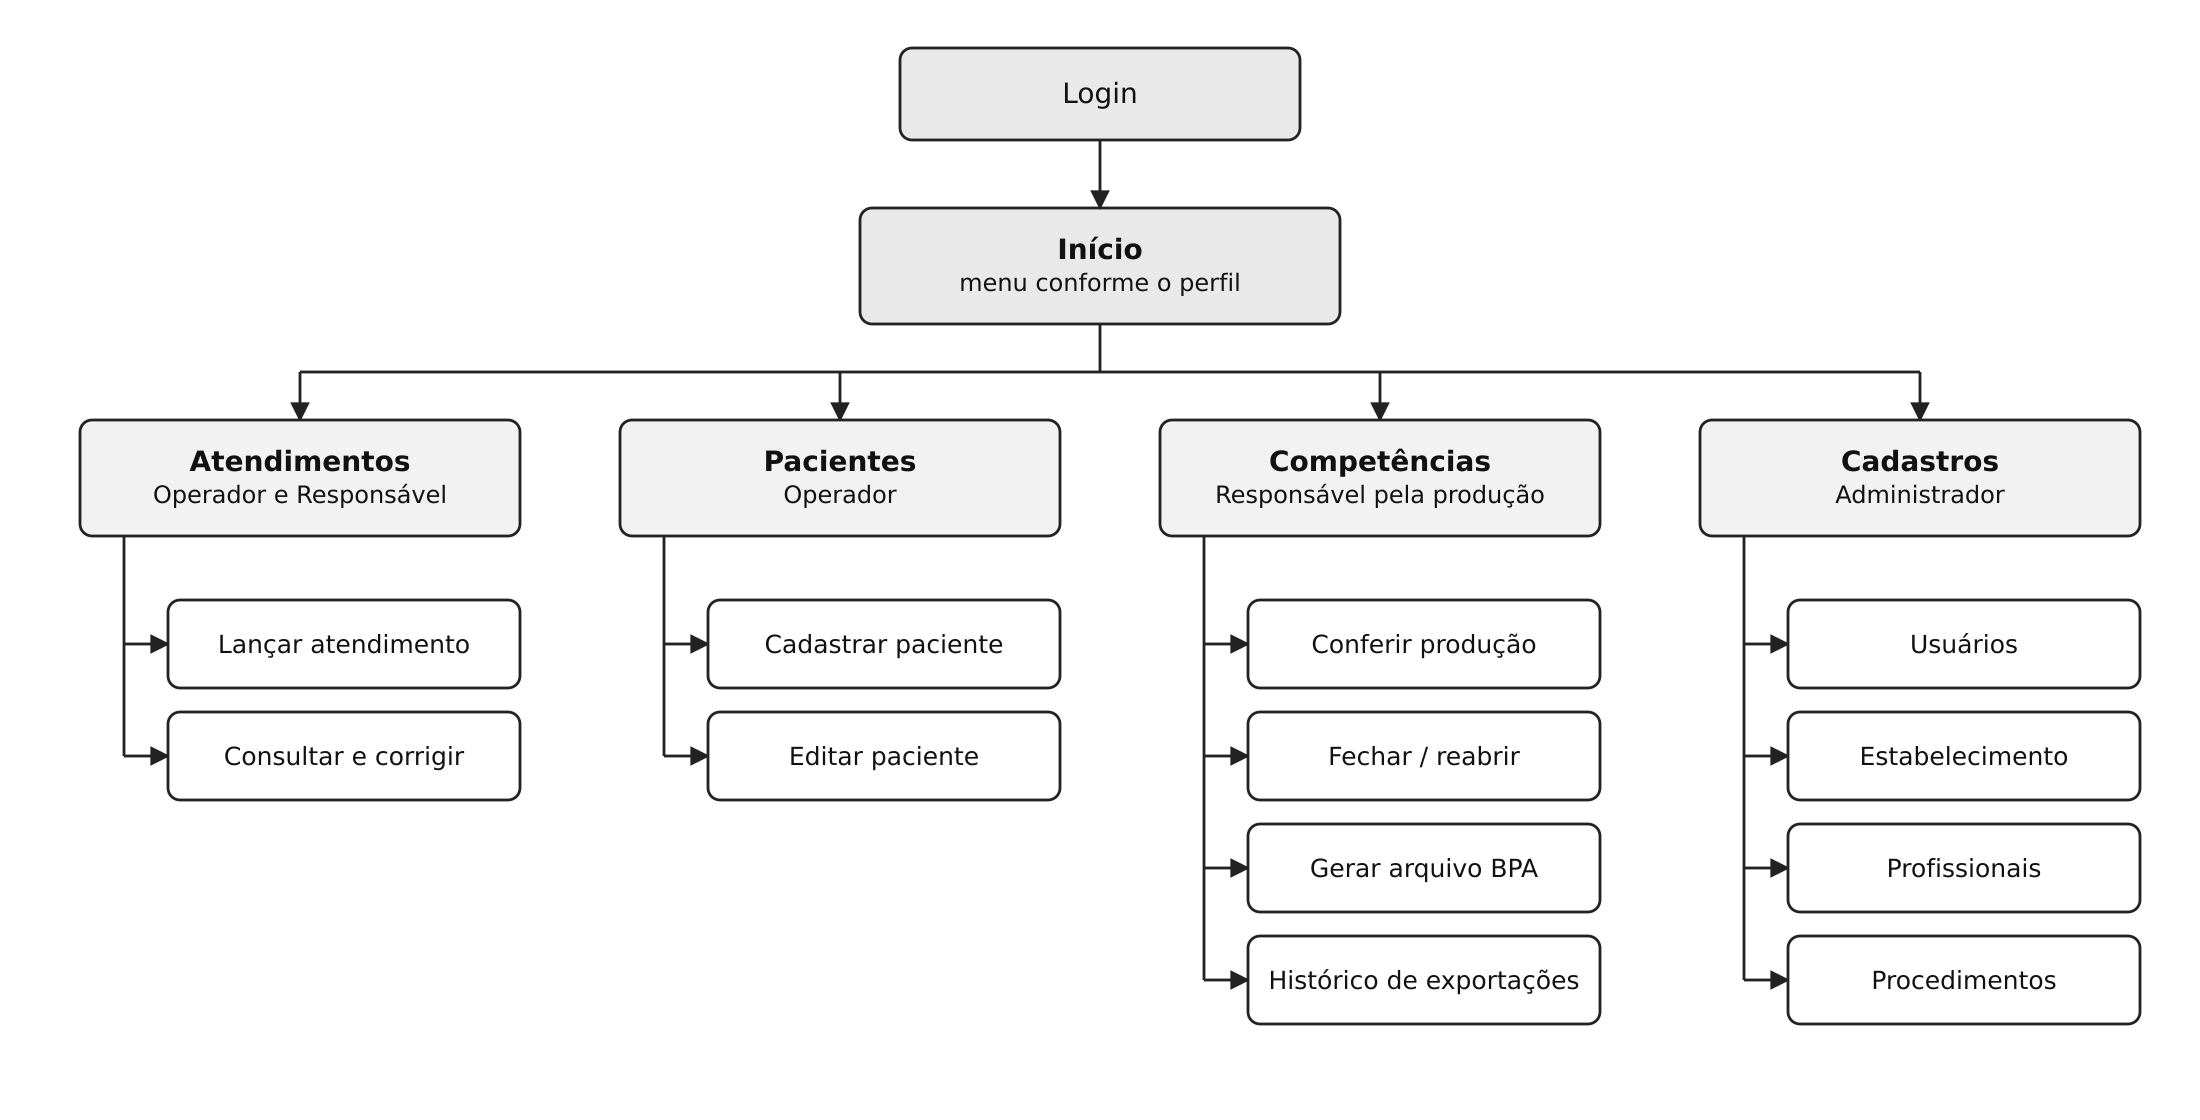 Login
Início
menu conforme o perfil
Atendimentos
Operador e Responsável
Lançar atendimento
Consultar e corrigir
Pacientes
Operador
Cadastrar paciente
Editar paciente
Competências
Responsável pela produção
Conferir produção
Fechar / reabrir
Gerar arquivo BPA
Histórico de exportações
Cadastros
Administrador
Usuários
Estabelecimento
Profissionais
Procedimentos